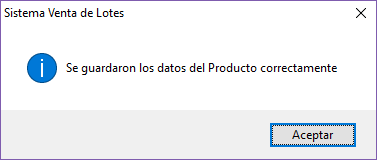 Sistema Venta de Lotes
Se guardaron los datos del Producto correctamente
Aceptar